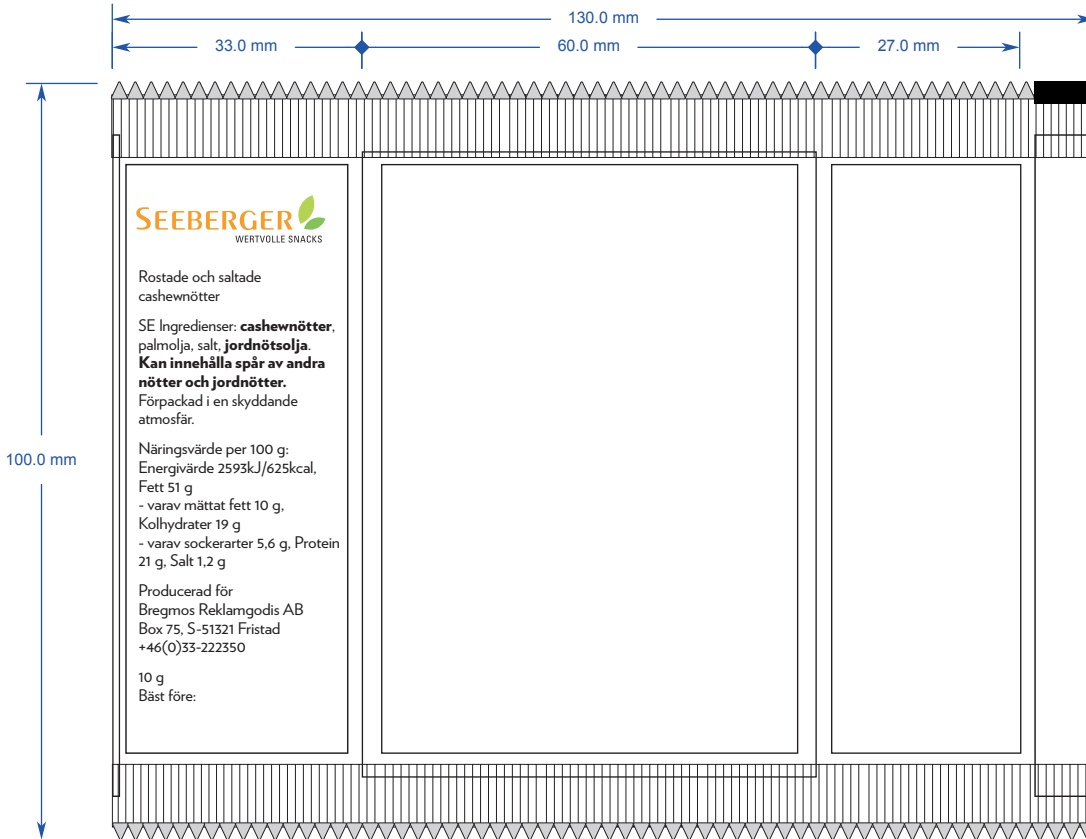 130.0 mm
33.0 mm
60.0 mm
27.0 mm
100.0 mm
SEEBERGER
WERTVOLLE SNACKS
Rostade och saltade
cashewnötter
SE Ingredienser: cashewnötter,
palmolja, salt, jordnötsolja.
Kan innehålla spår av andra
nötter och jordnötter.
Förpackad i en skyddande
atmosfär.
Näringsvärde per 100 g:
Energivärde 2593kJ/625kcal,
Fett 51 g
- varav mättat fett 10 g,
Kolhydrater 19 g
- varav sockerarter 5,6 g, Protein
21 g, Salt 1,2 g
Producerad för
Bregmos Reklamgodis AB
Box 75, S-51321 Fristad
+46(0)33-222350
10 g
Bäst före: